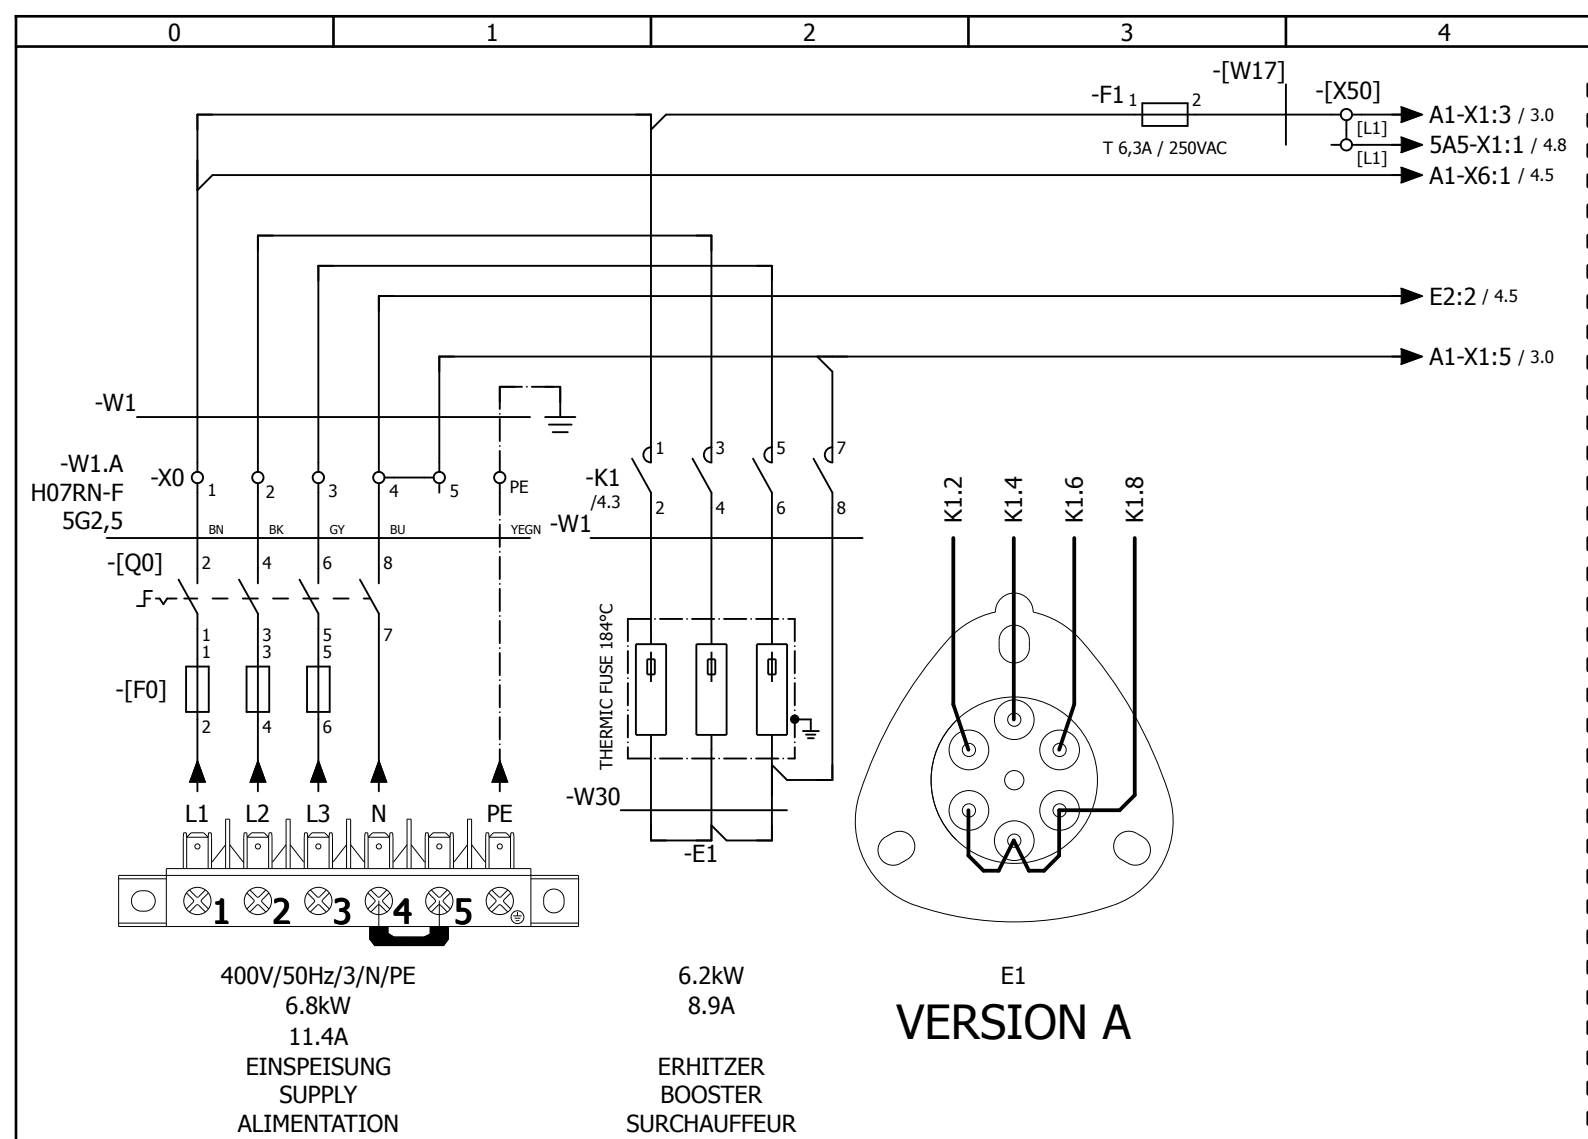 0 1 2 3 4
-[W17]
-F1 1 2 -[X50]
A1-X1:3 / 3.0
[L1]
T 6,3A / 250VAC
5A5-X1:1 / 4.8
[L1]
A1-X6:1 / 4.5
E2:2 / 4.5
A1-X1:5 / 3.0
-W1
-W1.A
H07RN-F
5G2,5
-X0 1 2 3 4 5 PE
BN BK GY BU YEGN
-[Q0] 2 4 6 8
1 3 5 7
1 3 5
-[F0]
2 4 6
L1 L2 L3 N PE
1 2 3 4 5
400V/50Hz/3/N/PE
6.8kW
11.4A
EINSPEISUNG
SUPPLY
ALIMENTATION
1 3 5 7
-K1
/4.3
2 4 6 8
-W1
THERMIC FUSE 184°C
-W30
-E1
6.2kW
8.9A
ERHITZER
BOOSTER
SURCHAUFFEUR
K1.2 K1.4 K1.6 K1.8
E1
VERSION A